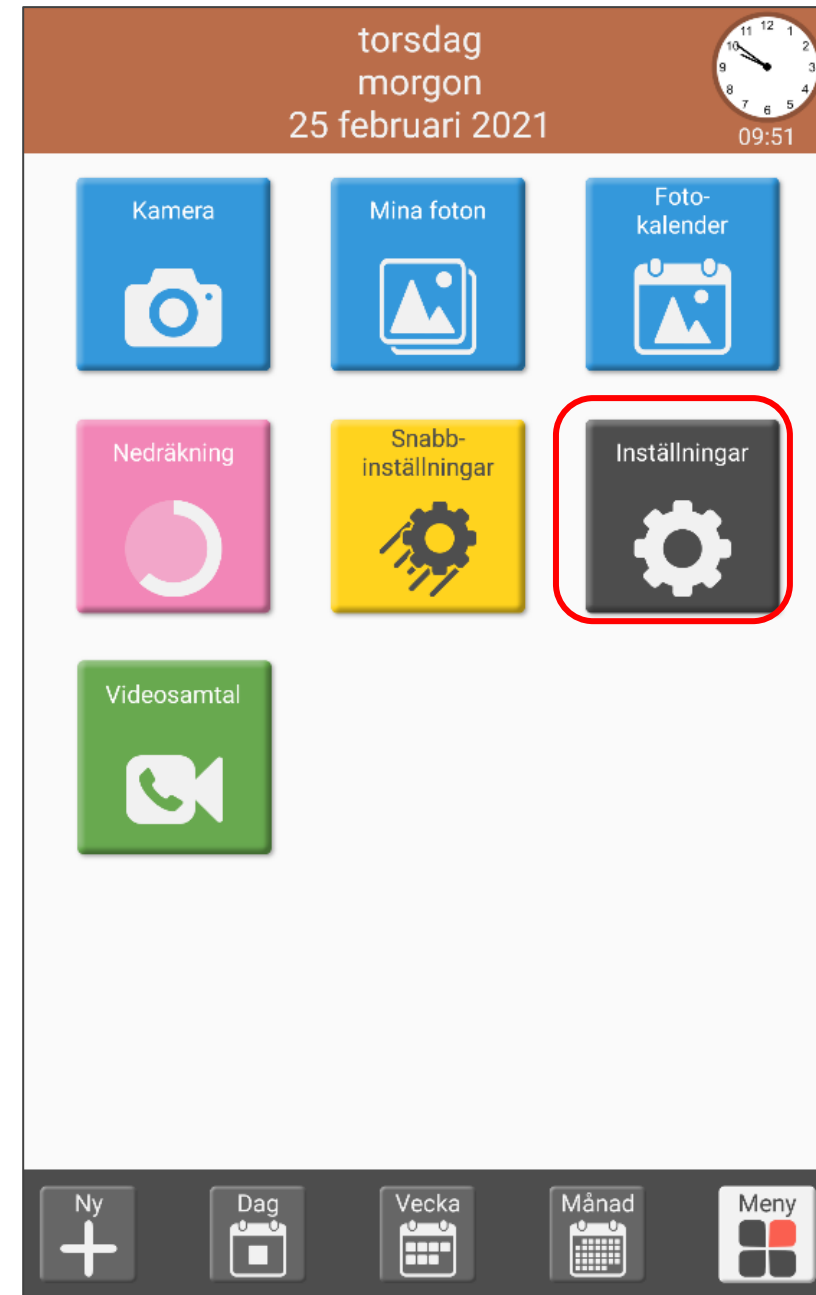 torsdag
morgon
25 februari 2021
11 12 1
10 2
9 3
8 4
7 6 5
09:51
Kamera
Mina foton
Foto-
kalender
Nedräkning
Snabb-
inställningar
Inställningar
Videosamtal
Ny
Dag
Vecka
Månad
Meny